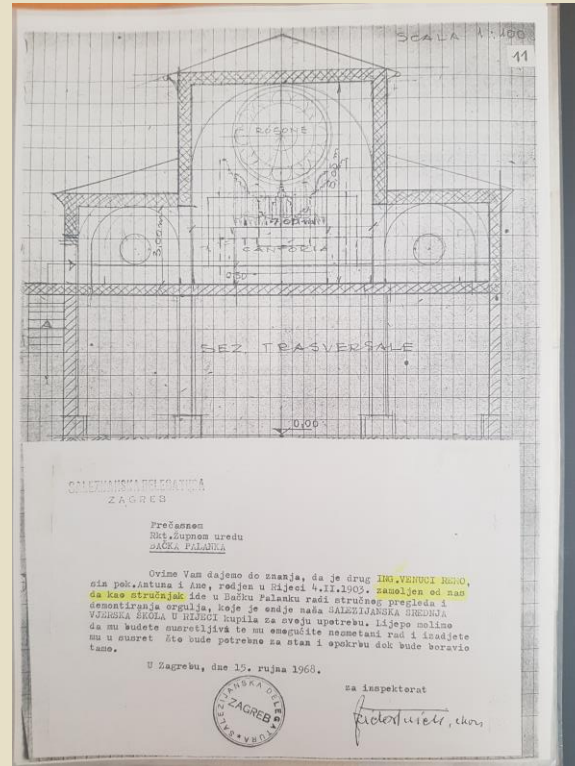 SCALA 1:100
11
ROSONE
CANTORIA
SEZ. TRASVERSALE
0,00
SALEZIJANSKA DELEGATURA
ZAGREB
Prečasnom
Rkt.Župnom uredu
BAČKA PALANKA
Ovime Vam dajemo do znanja, da je drug ING.VENUCI RENO,
sin pok.Antuna i Ane, rodjen u Rijeci 4.II.1903. zamoljen od nas
da kao stručnjak ide u Bačku Palanku radi stručnog pregleda i
demontiranja orgulja, koje je ondje naša SALEZIJANSKA SREDNJA
VJERSKA ŠKOLA U RIJECI kupila za svoju upotrebu. Lijepo molimo
da mu budete susretljivi te mu omogućite nesmetani rad i izadjete
mu u susret što bude potrebno za stan i opskrbu dok bude boravio
tamo.
U Zagrebu, dne 15. rujna 1968.
za inspektorat
SALEZIJANSKA DELEGATURA
ZAGREB